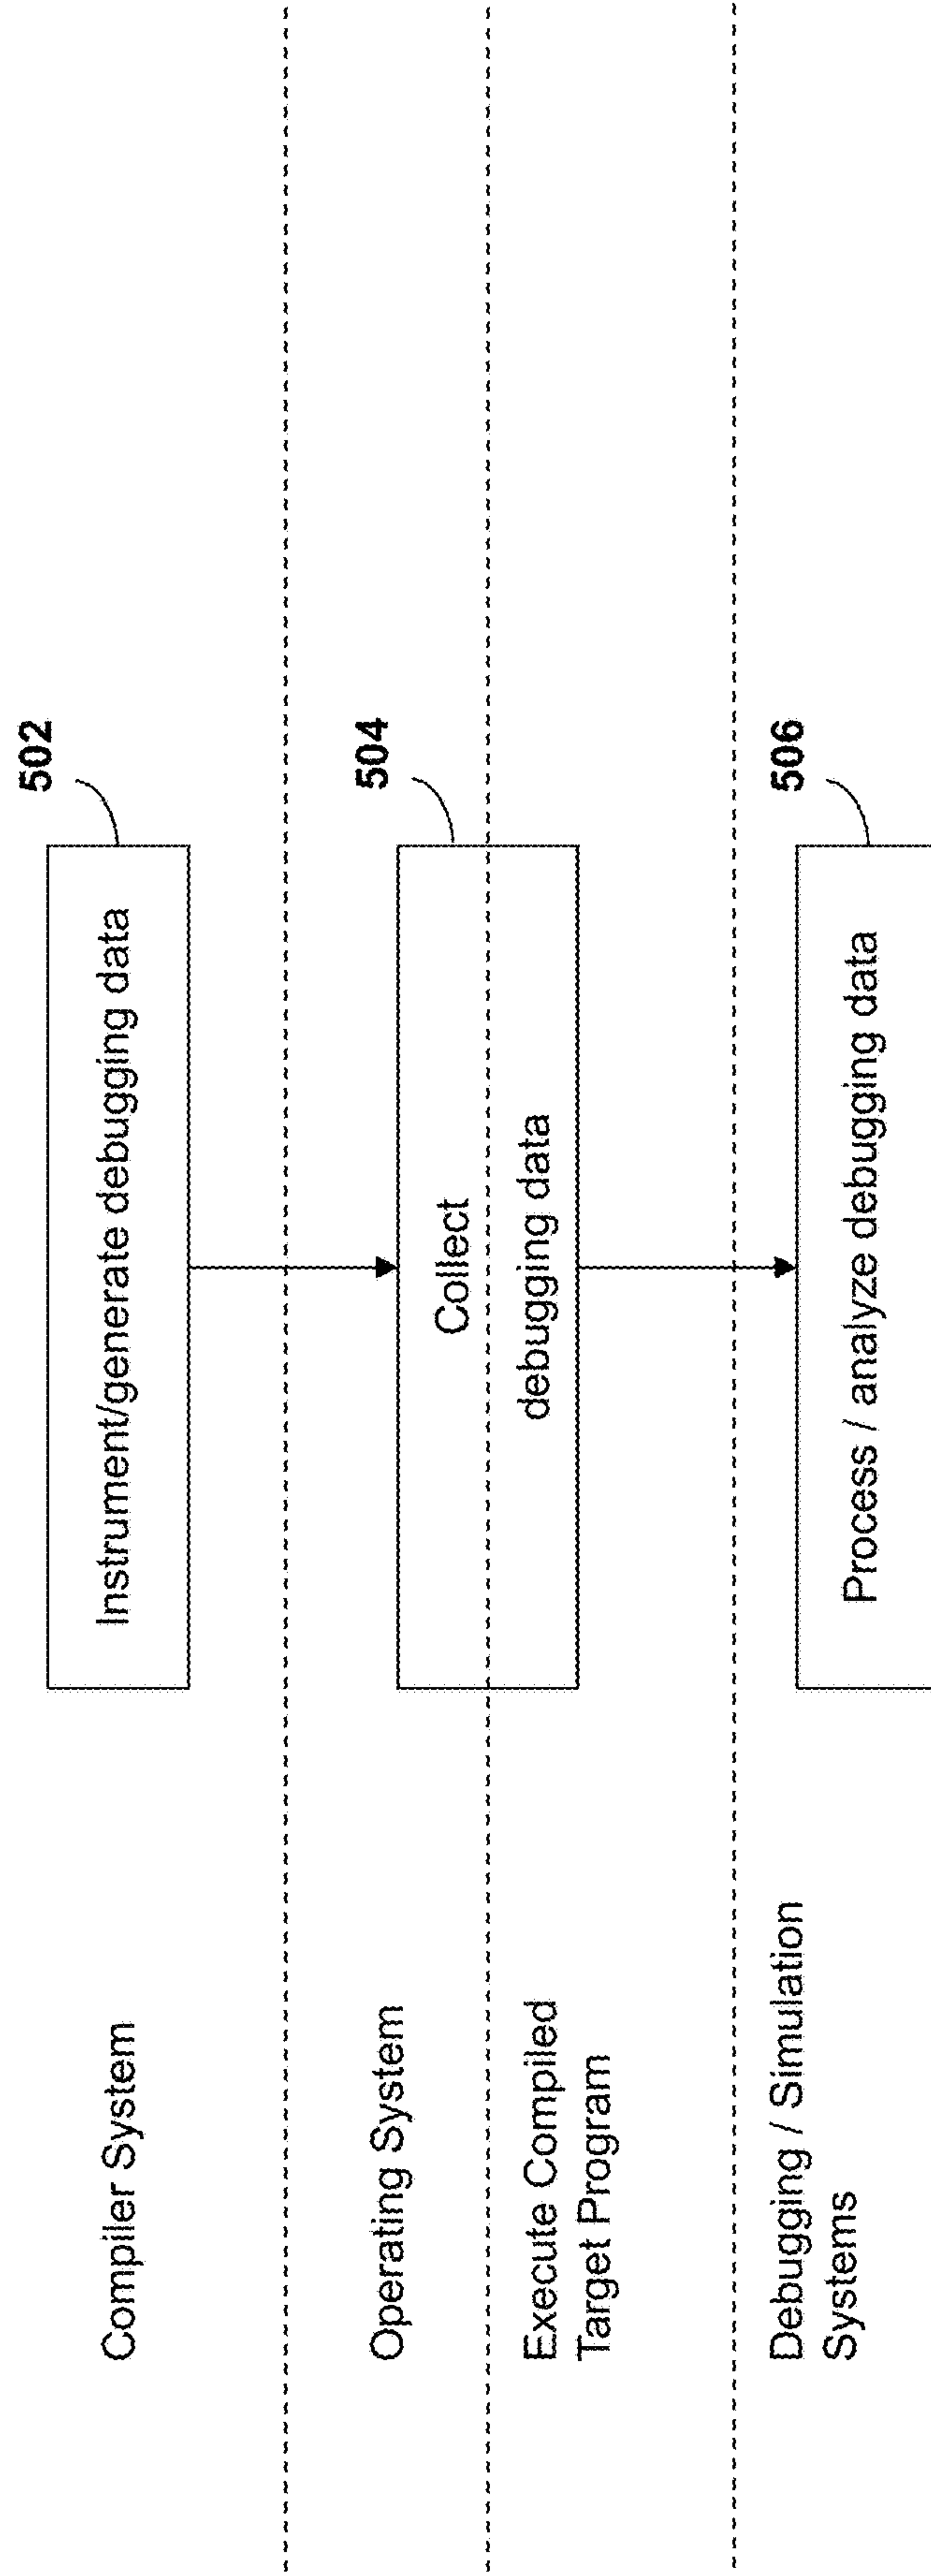 Compiler System
Instrument/generate debugging data
502
Operating System
Collect
504
Execute Compiled
Target Program
debugging data
Debugging / Simulation
Systems
Process / analyze debugging data
506